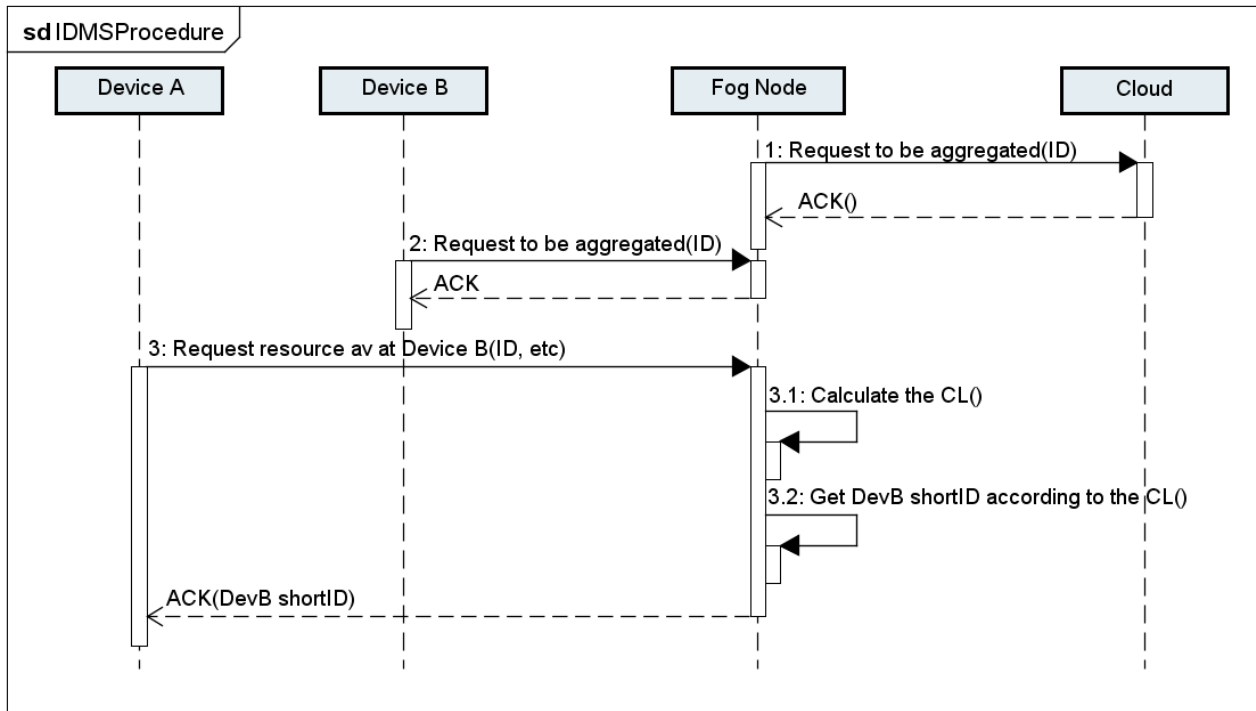 sd IDMSProcedure
Device A
Device B
Fog Node
Cloud
1: Request to be aggregated(ID)
ACK()
2: Request to be aggregated(ID)
ACK
3: Request resource av at Device B(ID, etc)
3.1: Calculate the CL()
3.2: Get DevB shortID according to the CL()
ACK(DevB shortID)